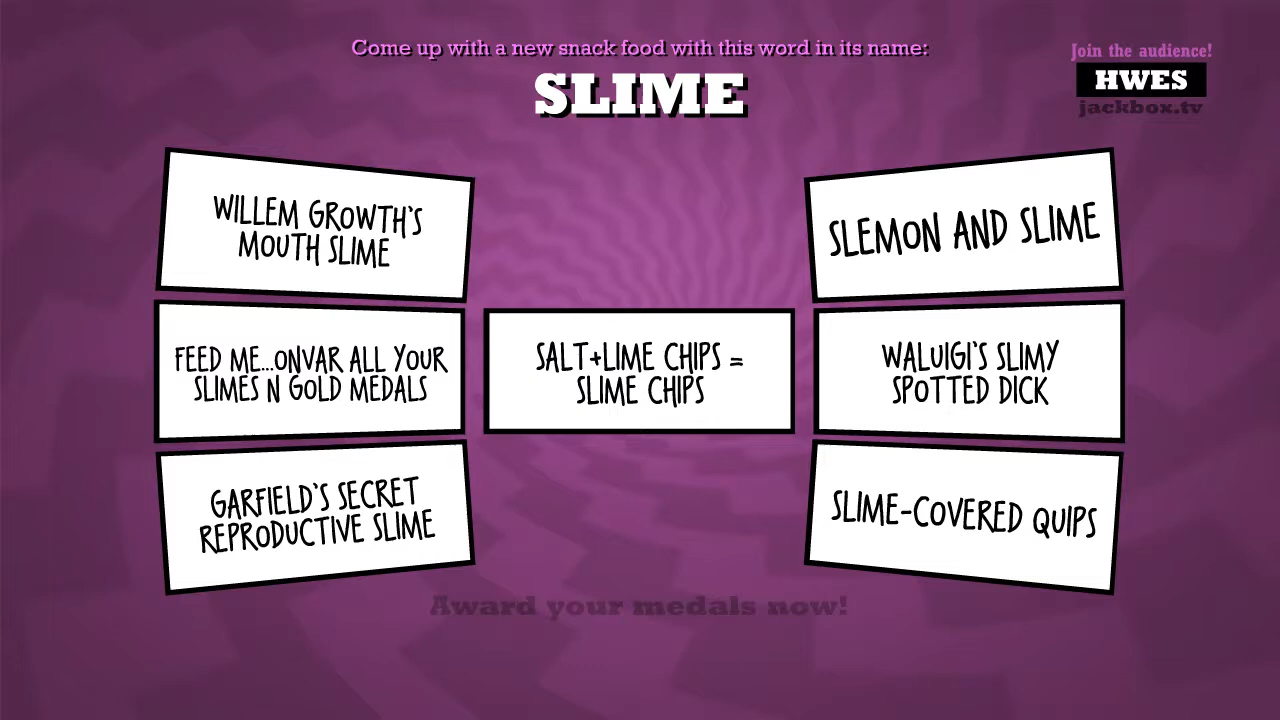 Come up with a new snack food with this word in its name:
SLIME
Join the audience!
HWES
jackbox.tv
WILLEM GROWTH'S
MOUTH SLIME
SLEMON AND SLIME
FEED ME...ONVAR ALL YOUR
SLIMES N GOLD MEDALS
SALT+LIME CHIPS =
SLIME CHIPS
WALUIGI'S SLIMY
SPOTTED DICK
GARFIELD'S SECRET
REPRODUCTIVE SLIME
SLIME-COVERED QUIPS
Award your medals now!